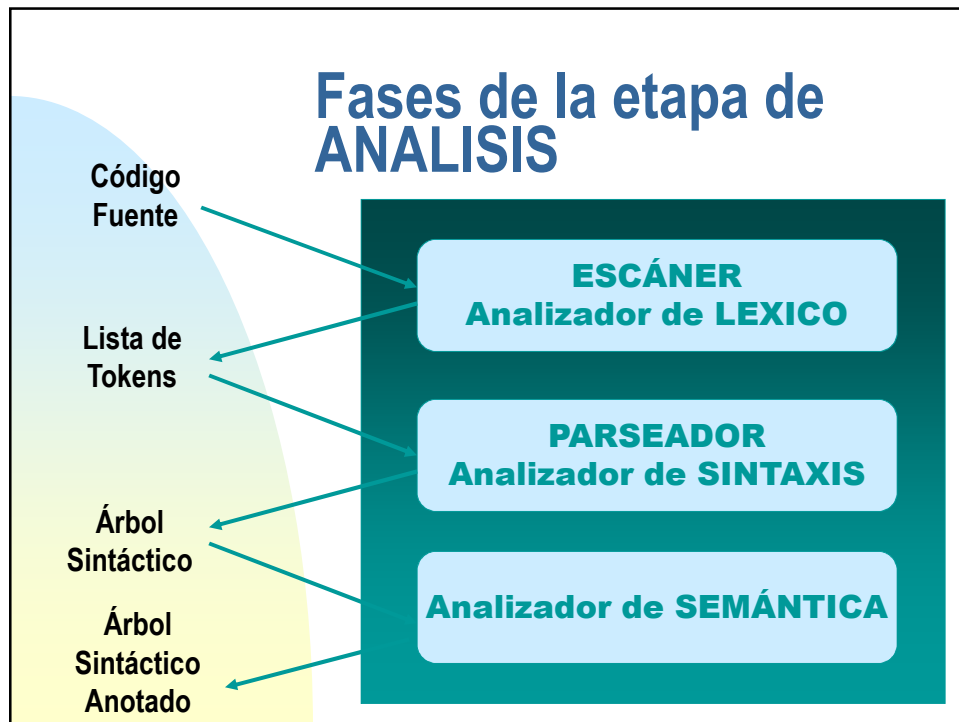 Fases de la etapa de
ANALISIS
Código
Fuente
ESCÁNER
Analizador de LEXICO
Lista de
Tokens
PARSEADOR
Analizador de SINTAXIS
Árbol
Sintáctico
Analizador de SEMÁNTICA
Árbol
Sintáctico
Anotado